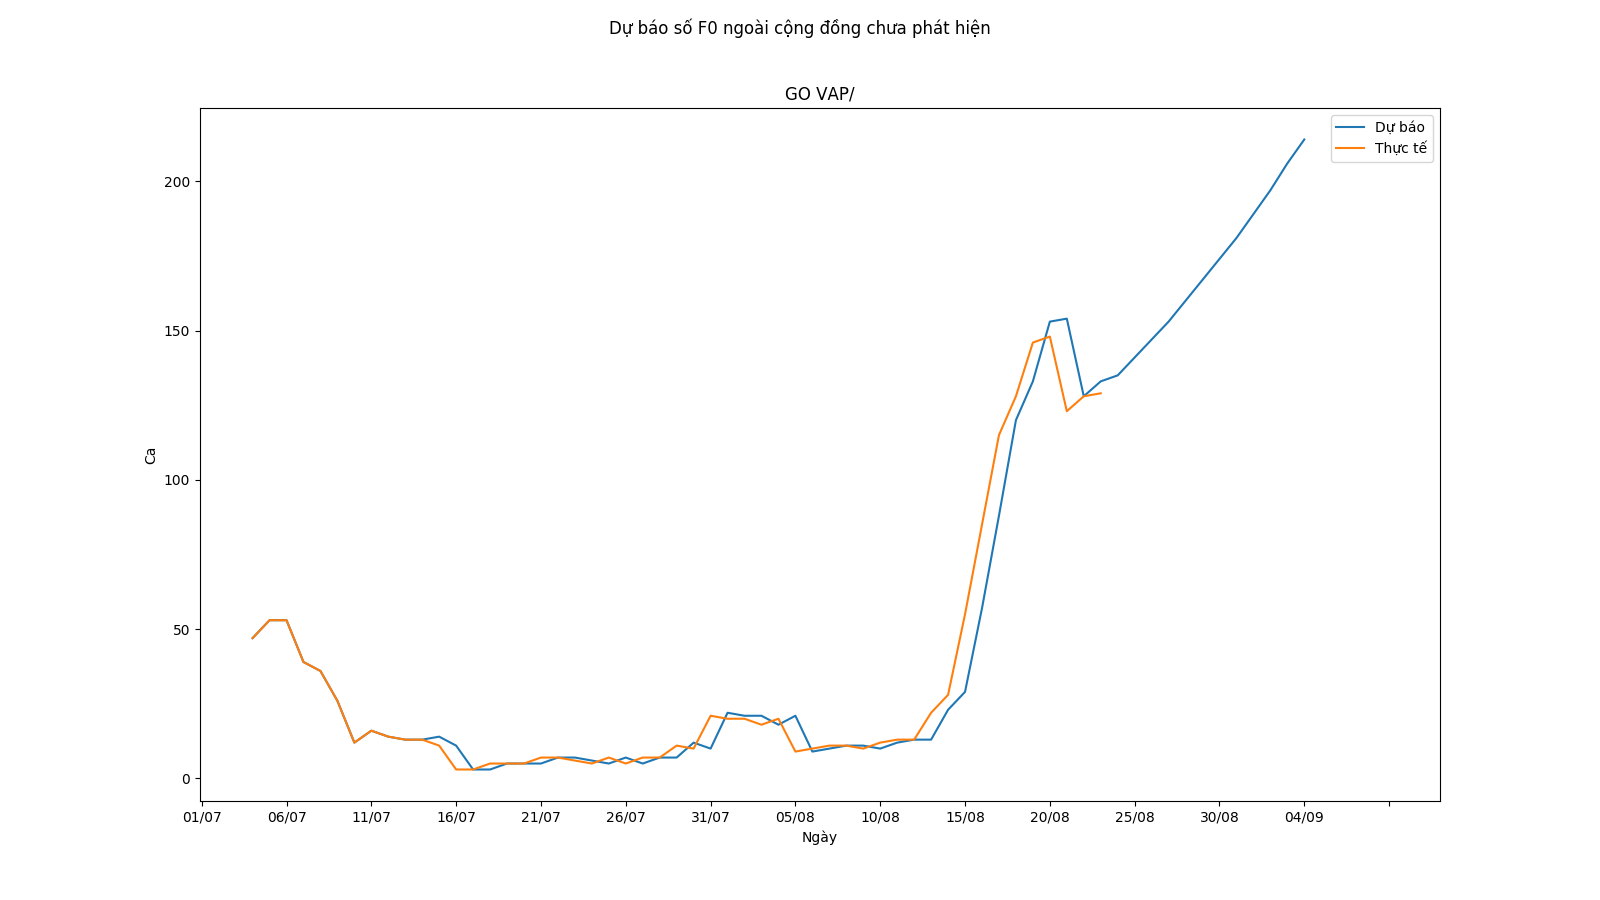 Dự báo số F0 ngoài cộng đồng chưa phát hiện
GO VAP/
Dự báo
Thực tế
200
150
100
50
0
Ca
01/07 06/07 11/07 16/07 21/07 26/07 31/07 05/08 10/08 15/08 20/08 25/08 30/08 04/09
Ngày